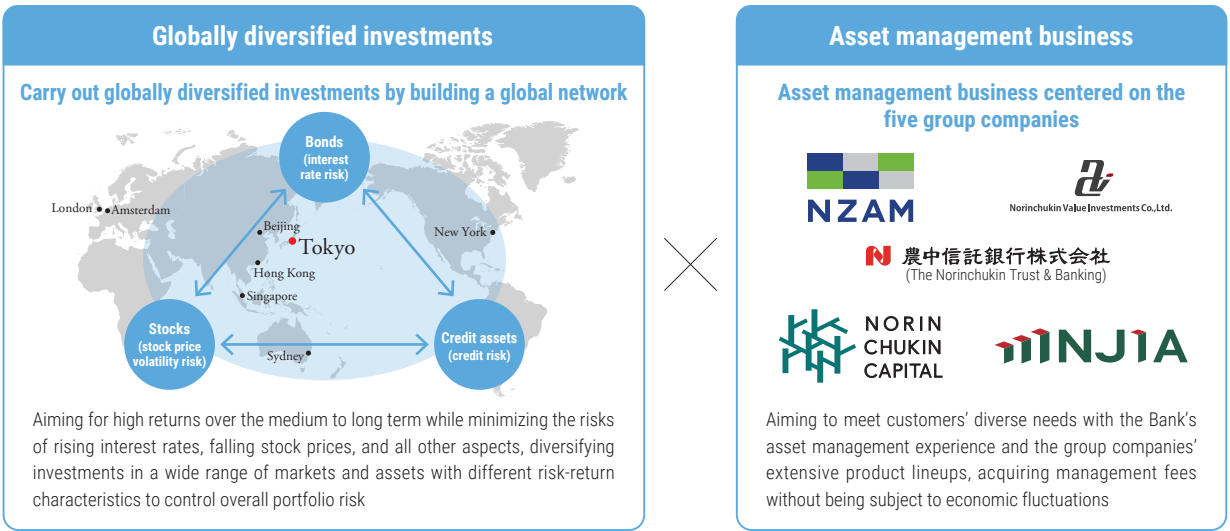 Globally diversified investments
Carry out globally diversified investments by building a global network
Bonds
(interest
rate risk)
London
Amsterdam
Beijing
Tokyo
New York
Hong Kong
Singapore
Stocks
(stock price
volatility risk)
Credit assets
(credit risk)
Sydney
Aiming for high returns over the medium to long term while minimizing the risks
of rising interest rates, falling stock prices, and all other aspects, diversifying
investments in a wide range of markets and assets with different risk-return
characteristics to control overall portfolio risk
Asset management business
Asset management business centered on the
five group companies
NZAM
Norinchukin Value Investments Co.,Ltd.
農中信託銀行株式会社
(The Norinchukin Trust & Banking)
NORIN
CHUKIN
CAPITAL
NJIA
Aiming to meet customers’ diverse needs with the Bank’s
asset management experience and the group companies’
extensive product lineups, acquiring management fees
without being subject to economic fluctuations